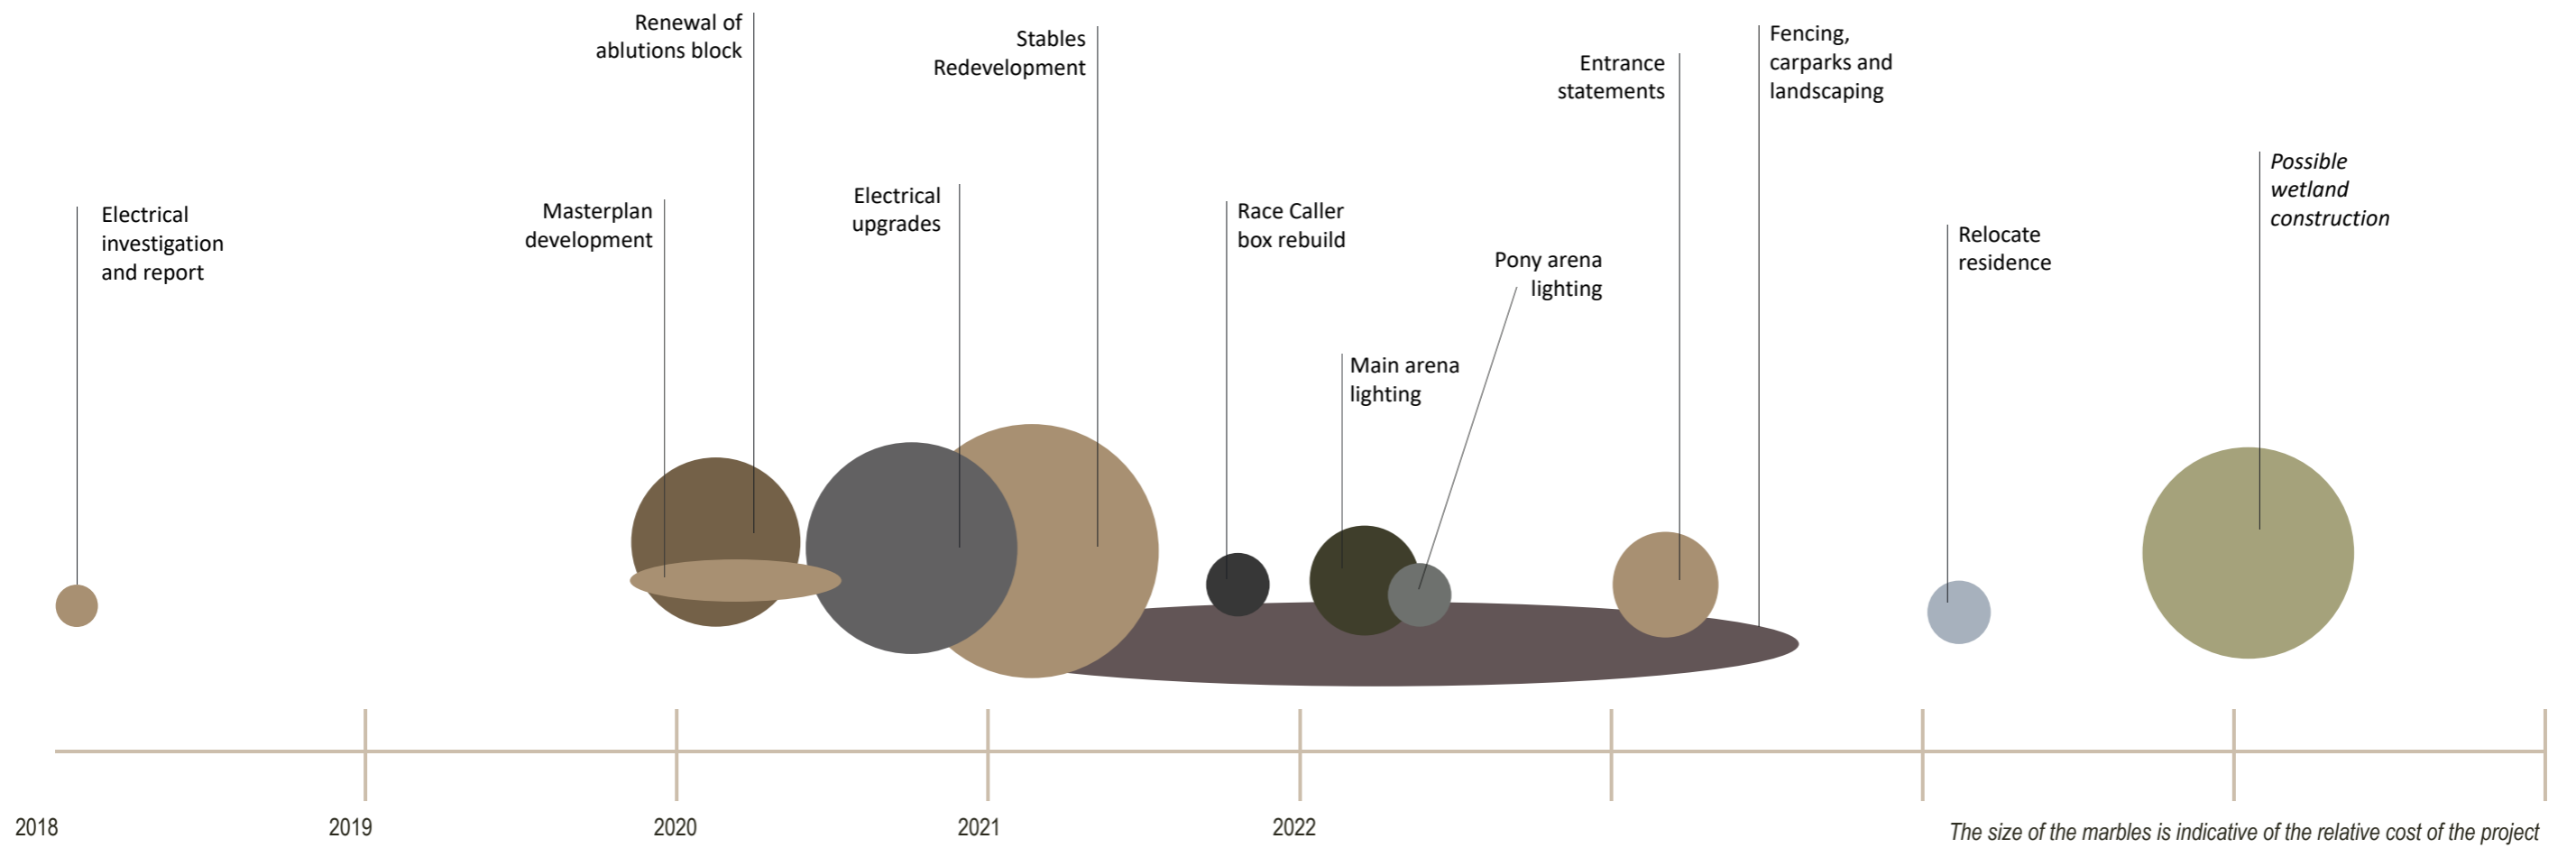 Renewal of
ablutions block
Stables
Redevelopment
Fencing,
carparks and
landscaping
Entrance
statements
Possible
wetland
construction
Electrical
upgrades
Electrical
investigation
and report
Masterplan
development
Race Caller
box rebuild
Relocate
residence
Pony arena
lighting
Main arena
lighting
2018
2019
2020
2021
2022
The size of the marbles is indicative of the relative cost of the project